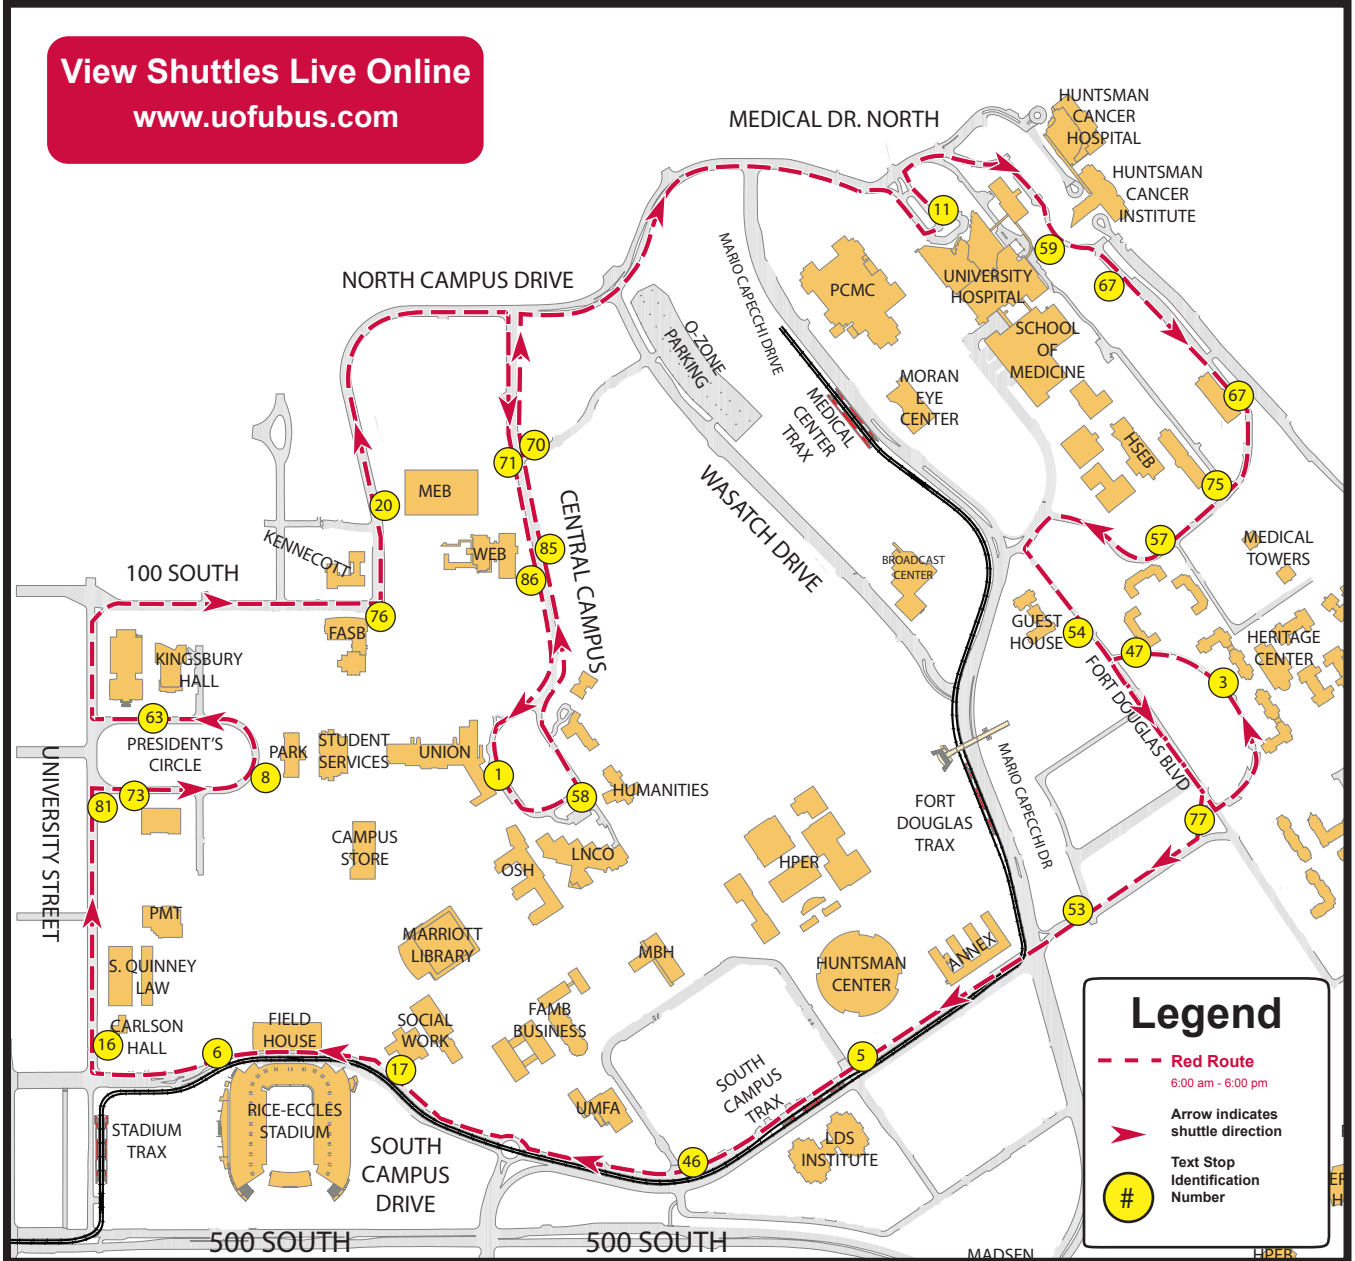 View Shuttles Live Online
www.uofubus.com
MEDICAL DR. NORTH
HUNTSMAN
CANCER
HOSPITAL
HUNTSMAN
CANCER
INSTITUTE
11
59
67
NORTH CAMPUS DRIVE
MARIO CAPECCHI DRIVE
PCMC
UNIVERSITY
HOSPITAL
SCHOOL
OF
MEDICINE
O-ZONE
PARKING
MORAN
EYE
CENTER
MEDICAL
CENTER
TRAX
67
HSEB
75
70
71
20
MEB
WASATCH DRIVE
CENTRAL CAMPUS
57
MEDICAL
TOWERS
KENNECOTT
WEB
85
86
BROADCAST
CENTER
100 SOUTH
76
FASB
GUEST
HOUSE
54
47
3
HERITAGE
CENTER
KINGSBURY
HALL
63
PRESIDENT'S
CIRCLE
FORT DOUGLAS BLVD
PARK
STUDENT
SERVICES
UNION
8
1
58
HUMANITIES
81
73
UNIVERSITY STREET
CAMPUS
STORE
OSH
LNCO
HPER
FORT
DOUGLAS
TRAX
MARIO CAPECCHI DR
77
53
PMT
MARRIOTT
LIBRARY
MBH
HUNTSMAN
CENTER
ANNEX
S. QUINNEY
LAW
CARLSON
HALL
16
6
FIELD
HOUSE
SOCIAL
WORK
17
FAMB
BUSINESS
5
SOUTH
CAMPUS
TRAX
UMFA
RICE-ECCLES
STADIUM
STADIUM
TRAX
SOUTH
CAMPUS
DRIVE
46
LDS
INSTITUTE
500 SOUTH
500 SOUTH
MADSEN
HPER
Legend
Red Route
6:00 am - 6:00 pm
Arrow indicates
shuttle direction
#
Text Stop
Identification
Number